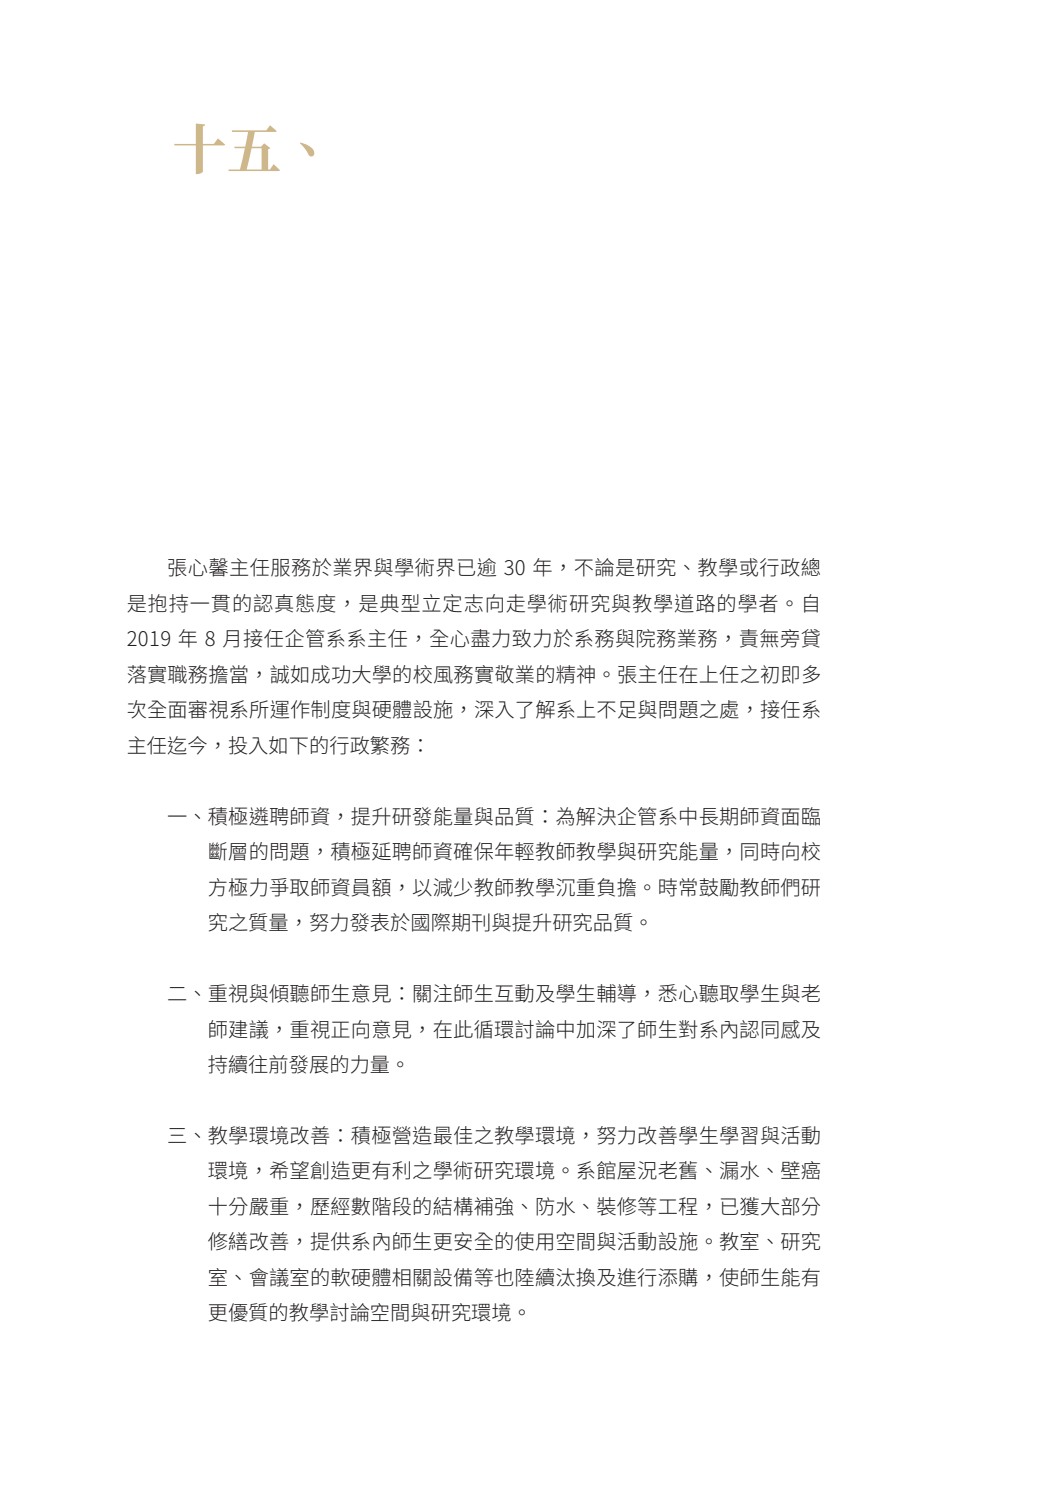 十五、
張心馨主任服務於業界與學術界已逾 30 年，不論是研究、教學或行政總
是抱持一貫的認真態度，是典型立定志向走學術研究與教學道路的學者。自
2019 年 8 月接任企管系系主任，全心盡力致力於系務與院務業務，責無旁貸
落實職務擔當，誠如成功大學的校風務實敬業的精神。張主任在上任之初即多
次全面審視系所運作制度與硬體設施，深入了解系上不足與問題之處，接任系
主任迄今，投入如下的行政繁務：
一、積極遴聘師資，提升研發能量與品質：為解決企管系中長期師資面臨
斷層的問題，積極延聘師資確保年輕教師教學與研究能量，同時向校
方極力爭取師資員額，以減少教師教學沉重負擔。時常鼓勵教師們研
究之質量，努力發表於國際期刊與提升研究品質。
二、重視與傾聽師生意見：關注師生互動及學生輔導，悉心聽取學生與老
師建議，重視正向意見，在此循環討論中加深了師生對系內認同感及
持續往前發展的力量。
三、教學環境改善：積極營造最佳之教學環境，努力改善學生學習與活動
環境，希望創造更有利之學術研究環境。系館屋況老舊、漏水、壁癌
十分嚴重，歷經數階段的結構補強、防水、裝修等工程，已獲大部分
修繕改善，提供系內師生更安全的使用空間與活動設施。教室、研究
室、會議室的軟硬體相關設備等也陸續汰換及進行添購，使師生能有
更優質的教學討論空間與研究環境。